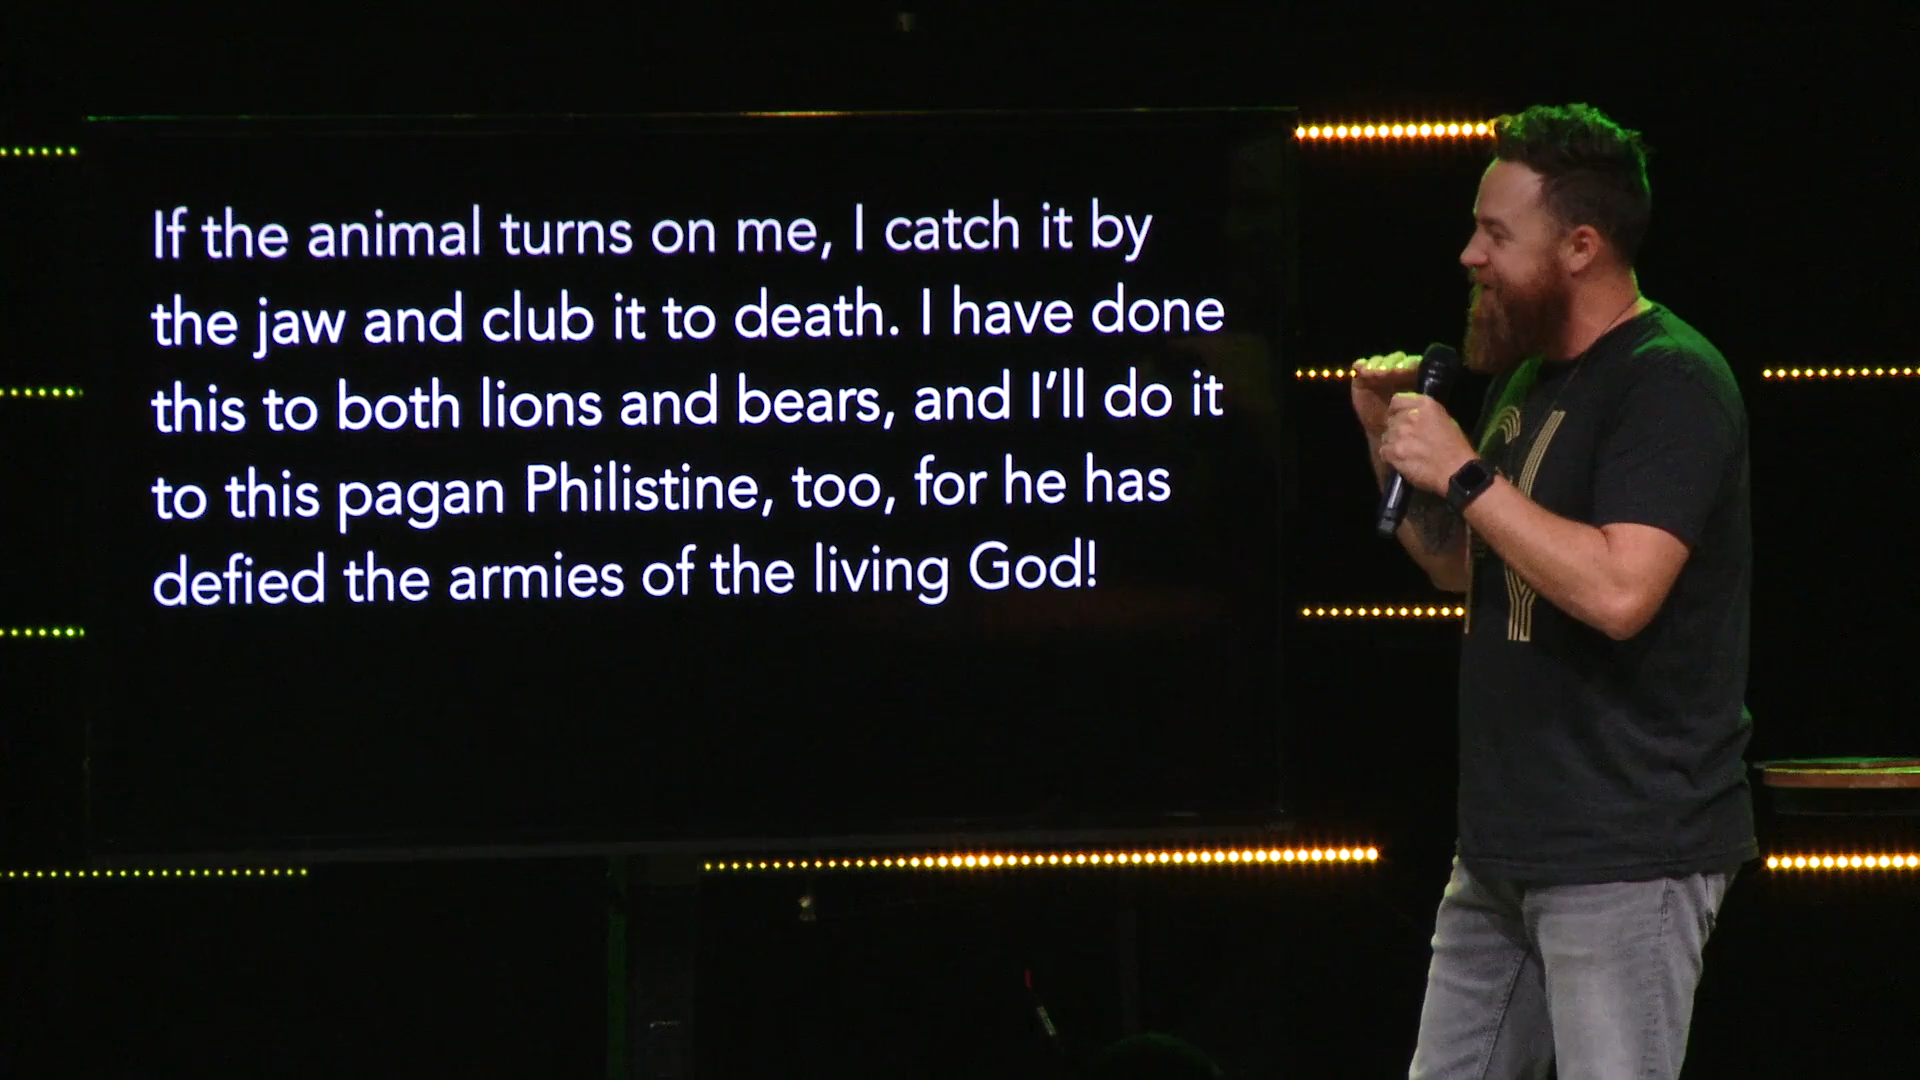 If the animal turns on me, I catch it by
the jaw and club it to death. I have done
this to both lions and bears, and I’ll do it
to this pagan Philistine, too, for he has
defied the armies of the living God!